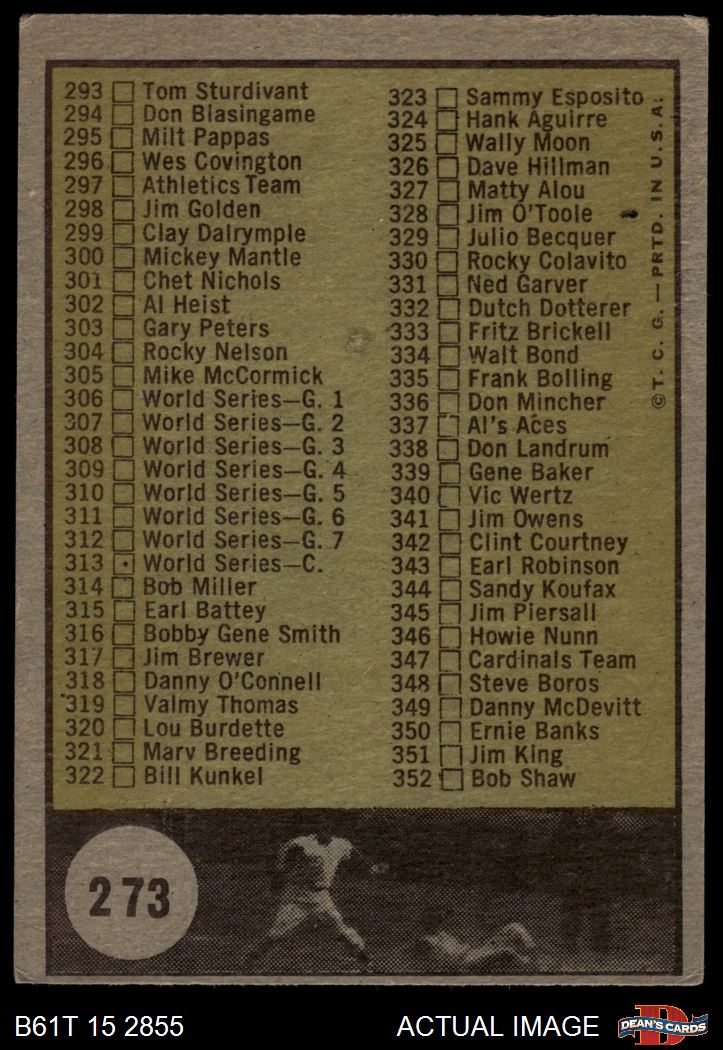 293 Tom Sturdivant
294 Don Blasingame
295 Milt Pappas
296 Wes Covington
297 Athletics Team
298 Jim Golden
299 Clay Dalrymple
300 Mickey Mantle
301 Chet Nichols
302 Al Heist
303 Gary Peters
304 Rocky Nelson
305 Mike McCormick
306 World Series—G. 1
307 World Series—G. 2
308 World Series—G. 3
309 World Series—G. 4
310 World Series—G. 5
311 World Series—G. 6
312 World Series—G. 7
313 World Series—C.
314 Bob Miller
315 Earl Battey
316 Bobby Gene Smith
317 Jim Brewer
318 Danny O'Connell
319 Valmy Thomas
320 Lou Burdette
321 Marv Breeding
322 Bill Kunkel
323 Sammy Esposito
324 Hank Aguirre
325 Wally Moon
326 Dave Hillman
327 Matty Alou
328 Jim O'Toole
329 Julio Becquer
330 Rocky Colavito
331 Ned Garver
332 Dutch Dotterer
333 Fritz Brickell
334 Walt Bond
335 Frank Bolling
336 Don Mincher
337 Al's Aces
338 Don Landrum
339 Gene Baker
340 Vic Wertz
341 Jim Owens
342 Clint Courtney
343 Earl Robinson
344 Sandy Koufax
345 Jim Piersall
346 Howie Nunn
347 Cardinals Team
348 Steve Boros
349 Danny McDevitt
350 Ernie Banks
351 Jim King
352 Bob Shaw
© T. C. G. — PRTD. IN U.S.A.
273
B61T 15 2855
ACTUAL IMAGE
D
DEAN'S CARDS